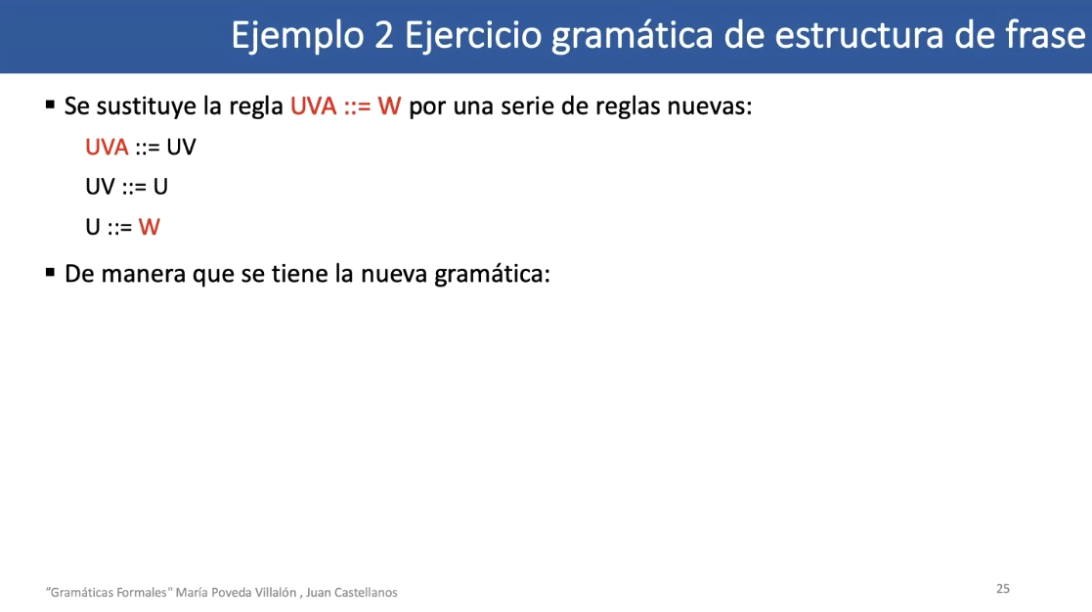 Ejemplo 2 Ejercicio gramática de estructura de frase
▪ Se sustituye la regla UVA ::= W por una serie de reglas nuevas:
UVA ::= UV
UV ::= U
U ::= W
▪ De manera que se tiene la nueva gramática:
"Gramáticas Formales" María Poveda Villalón , Juan Castellanos
25